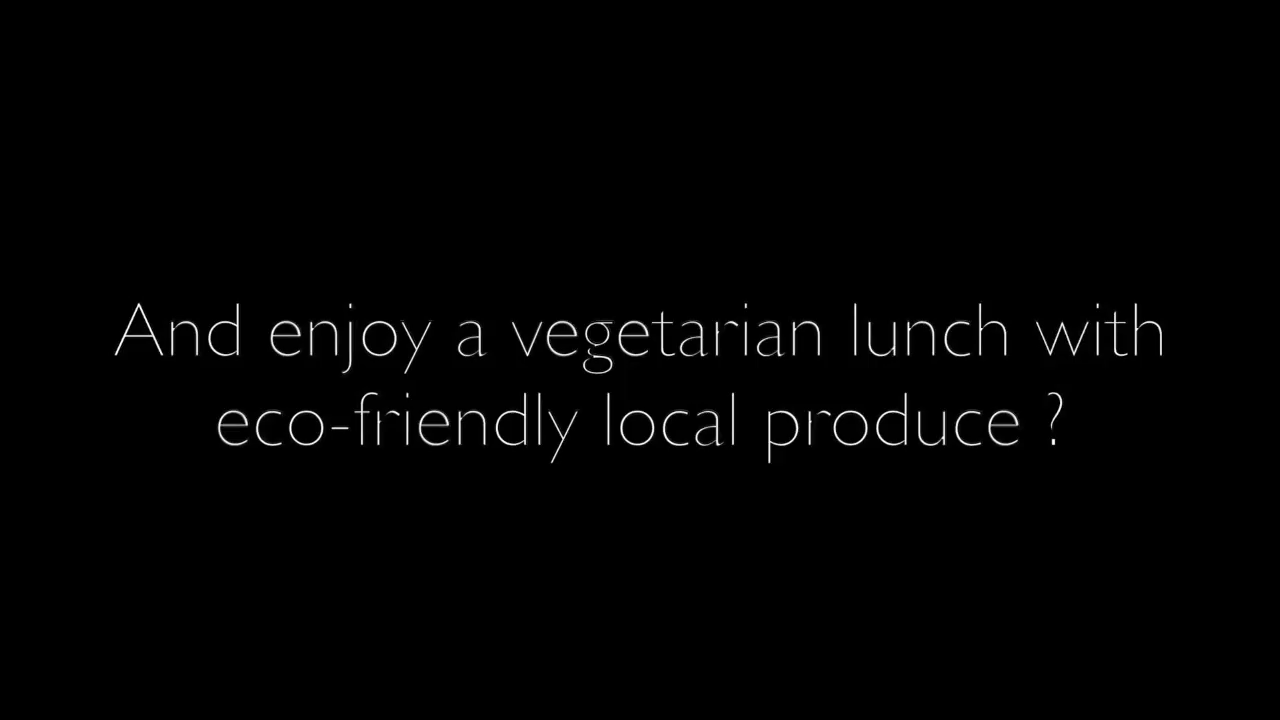 And enjoy a vegetarian lunch with
eco-friendly local produce ?